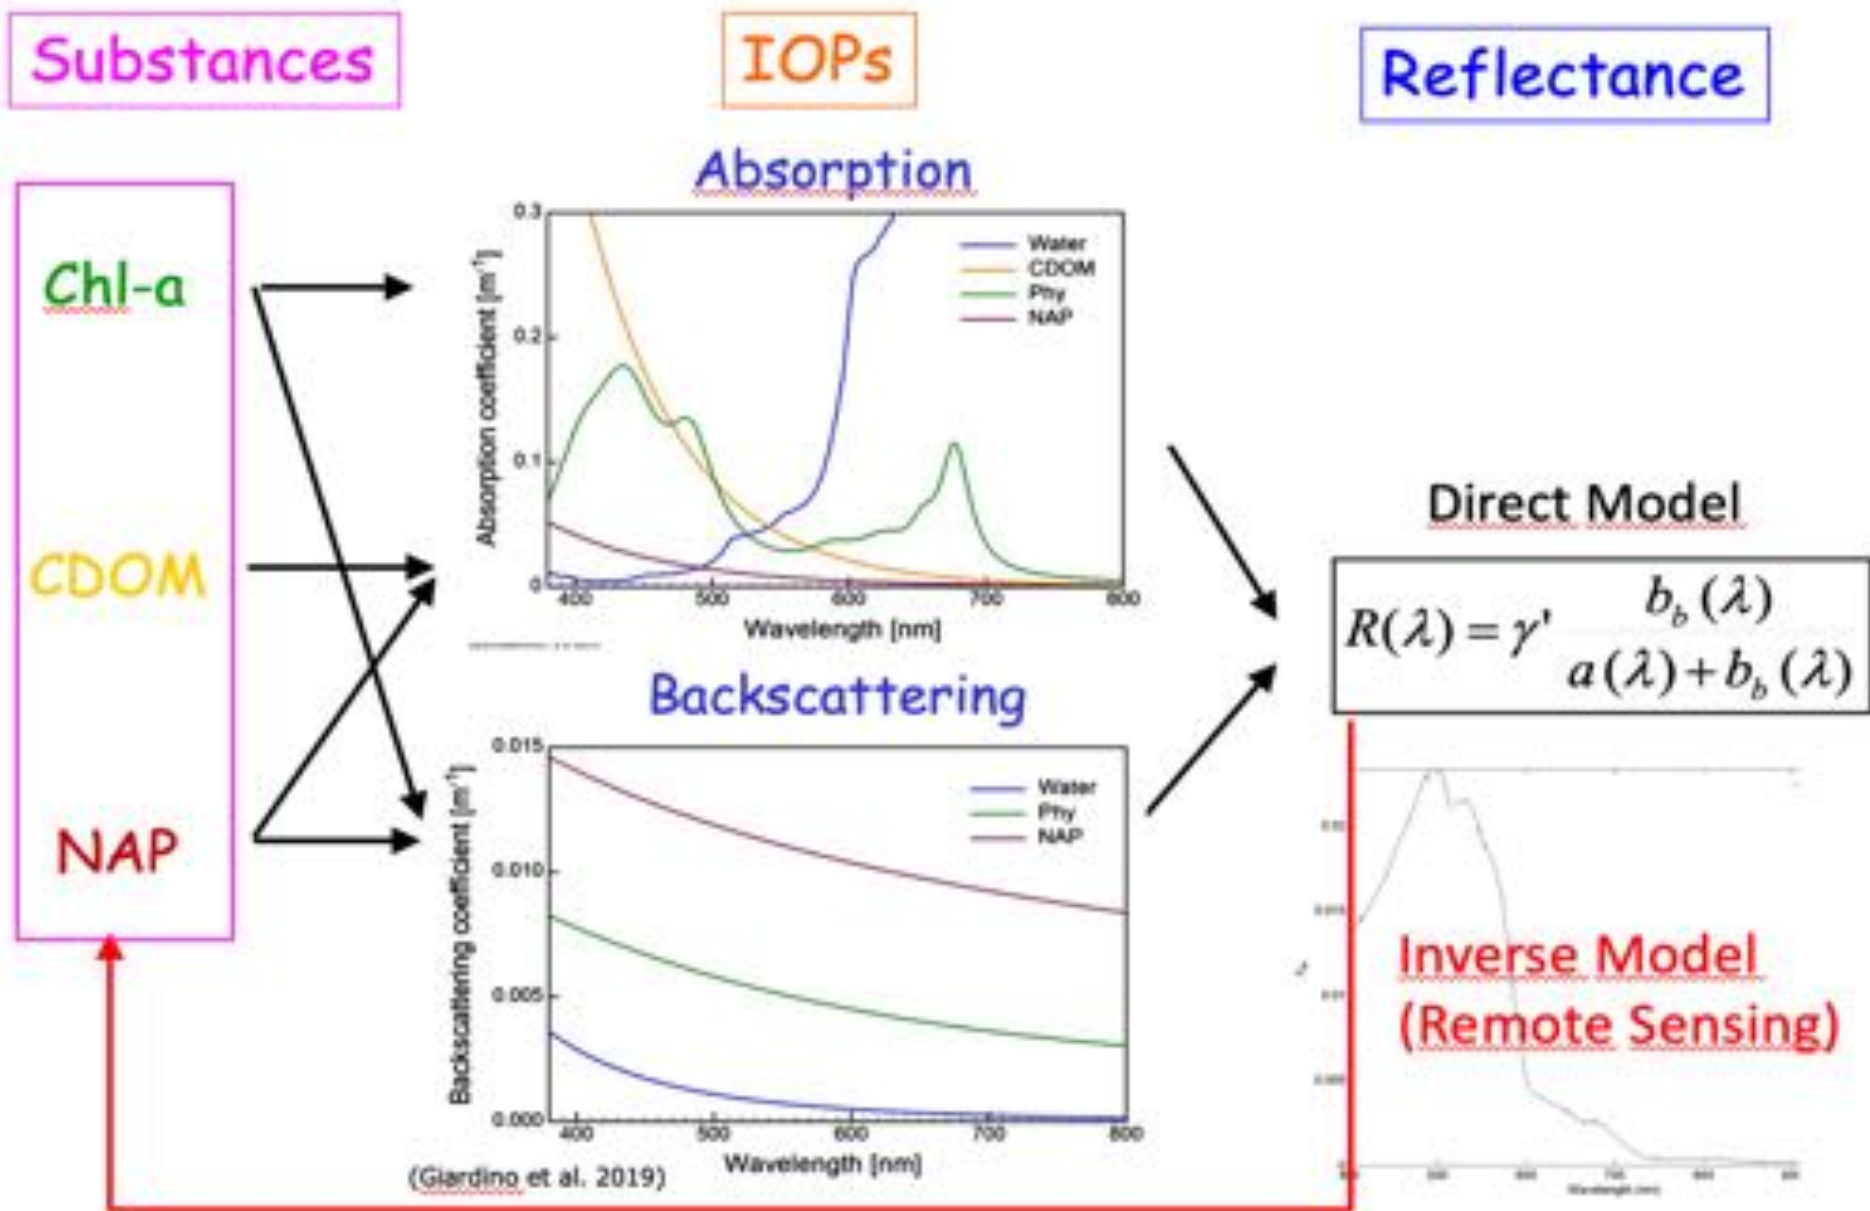 Substances
IOPs
Reflectance
Chl-a
CDOM
NAP
Absorption
0.3
0.2
0.1
0
Absorption coefficient [m⁻¹]
Water
CDOM
Phy
NAP
400 500 600 700 800
Wavelength [nm]
Backscattering
0.015
0.010
0.005
0.000
Backscattering coefficient [m⁻¹]
Water
Phy
NAP
400 500 600 700 800
Wavelength [nm]
(Giardino et al. 2019)
Direct Model
R(λ) = γ' b_b(λ) / a(λ) + b_b(λ)
Inverse Model
(Remote Sensing)